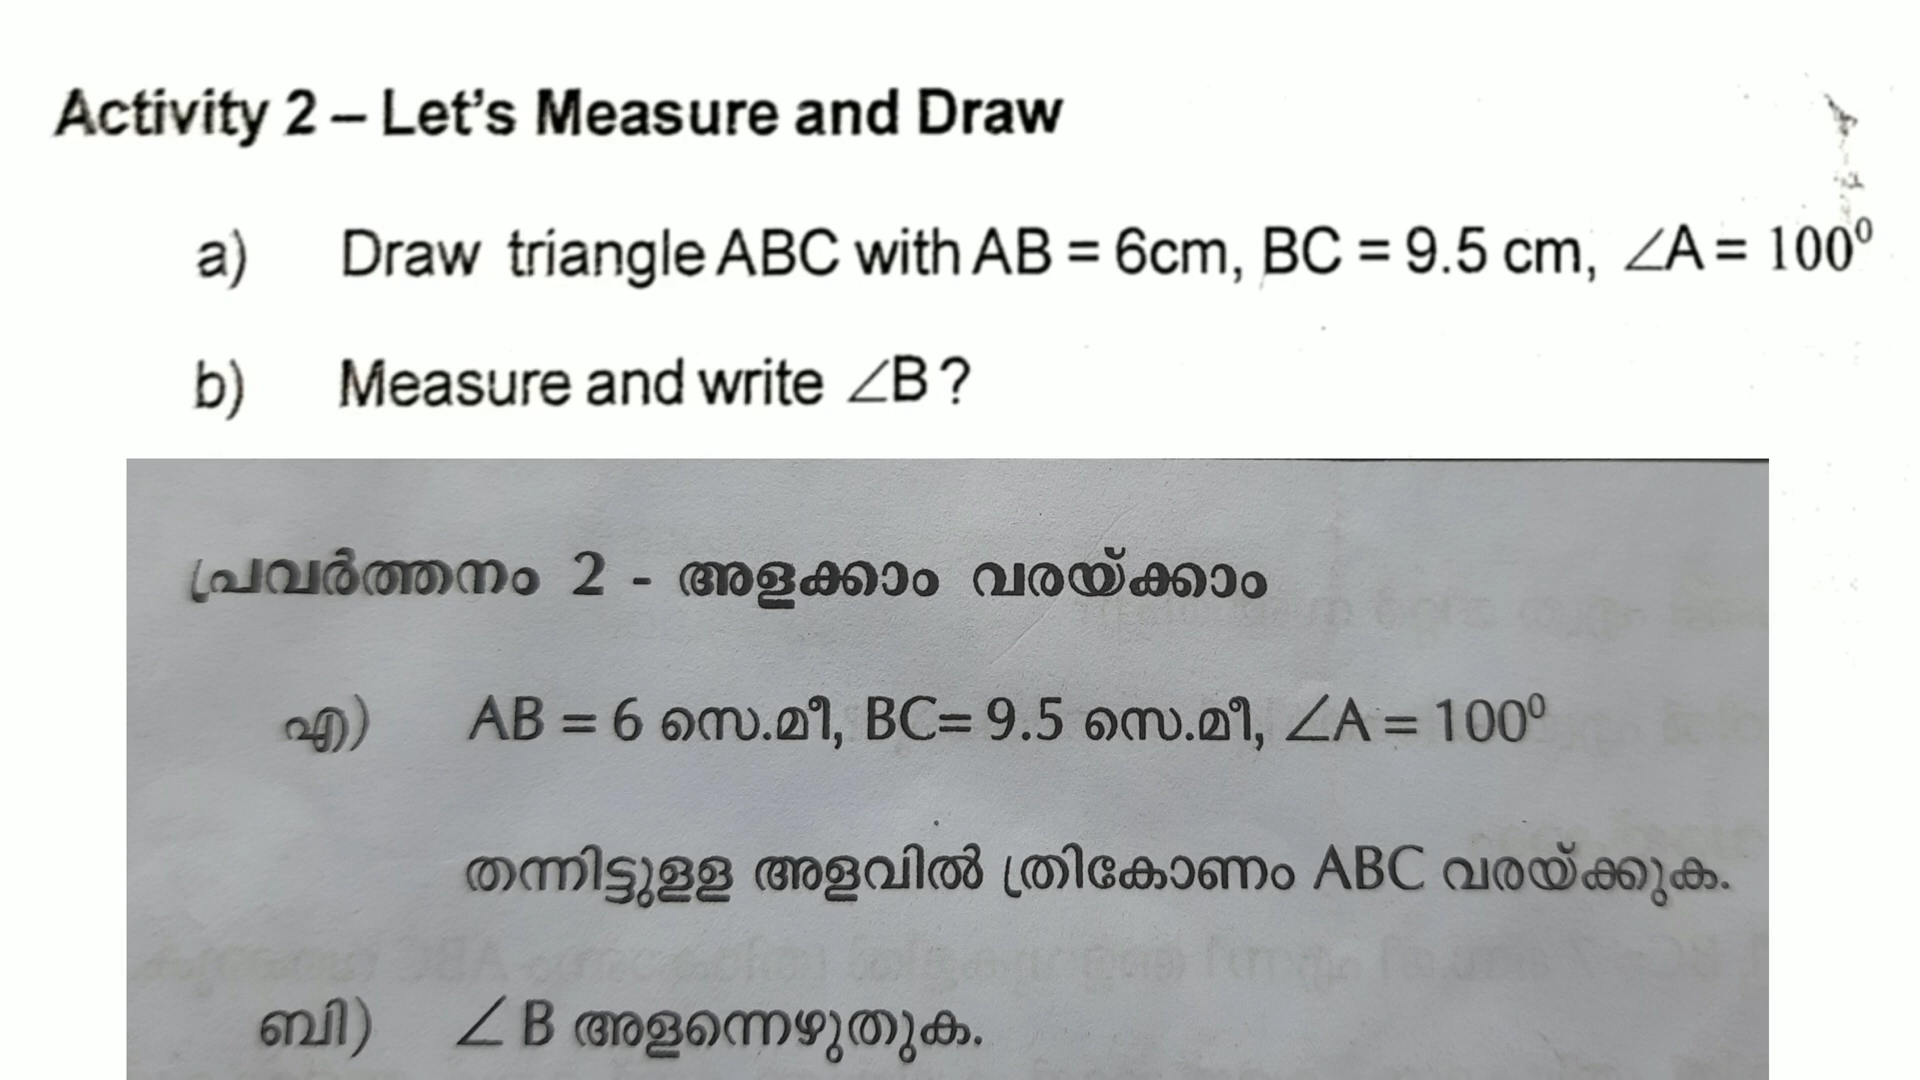 Activity 2 – Let's Measure and Draw
a) Draw triangle ABC with AB = 6cm, BC = 9.5 cm, ∠A = 100⁰
b) Measure and write ∠B ?
പ്രവർത്തനം 2 - അളക്കാം വരയ്ക്കാം
എ) AB = 6 സെ.മീ, BC= 9.5 സെ.മീ, ∠A = 100⁰
തന്നിട്ടുളള അളവിൽ ത്രികോണം ABC വരയ്ക്കുക.
ബി) ∠B അളന്നെഴുതുക.